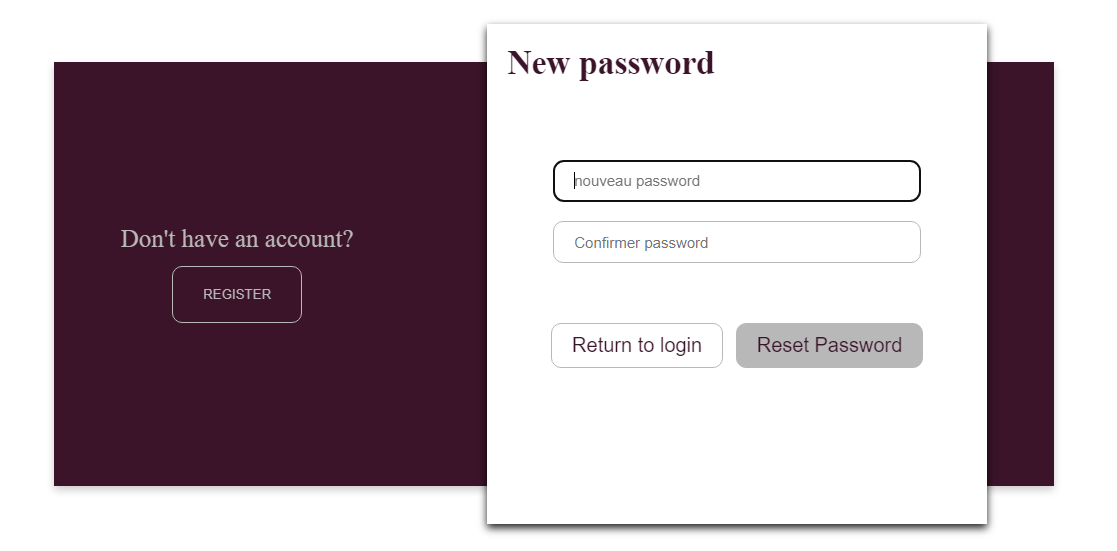 New password
nouveau password
Confirmer password
Don't have an account?
REGISTER
Return to login
Reset Password